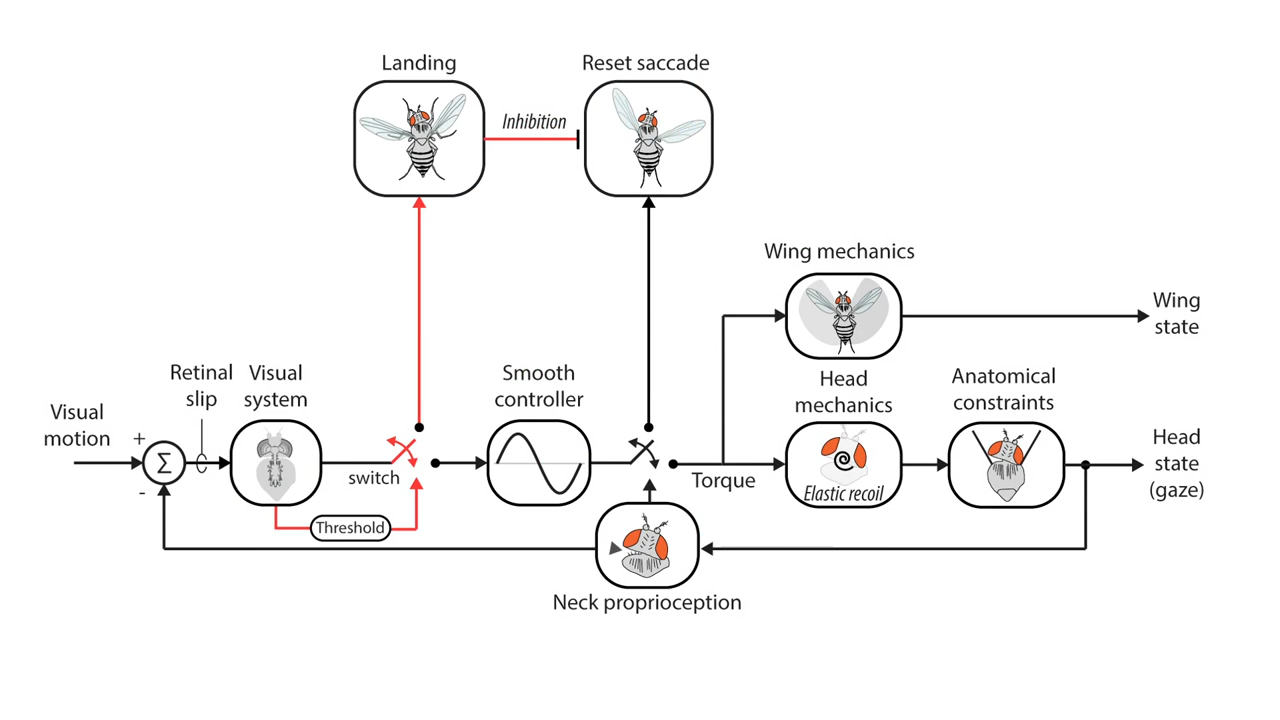 Landing
Reset saccade
Inhibition
Wing mechanics
Wing
state
Retinal
slip
Visual
system
Smooth
controller
Head
mechanics
Anatomical
constraints
Visual
motion
+
Σ
-
switch
Torque
Elastic recoil
Head
state
(gaze)
Threshold
Neck proprioception